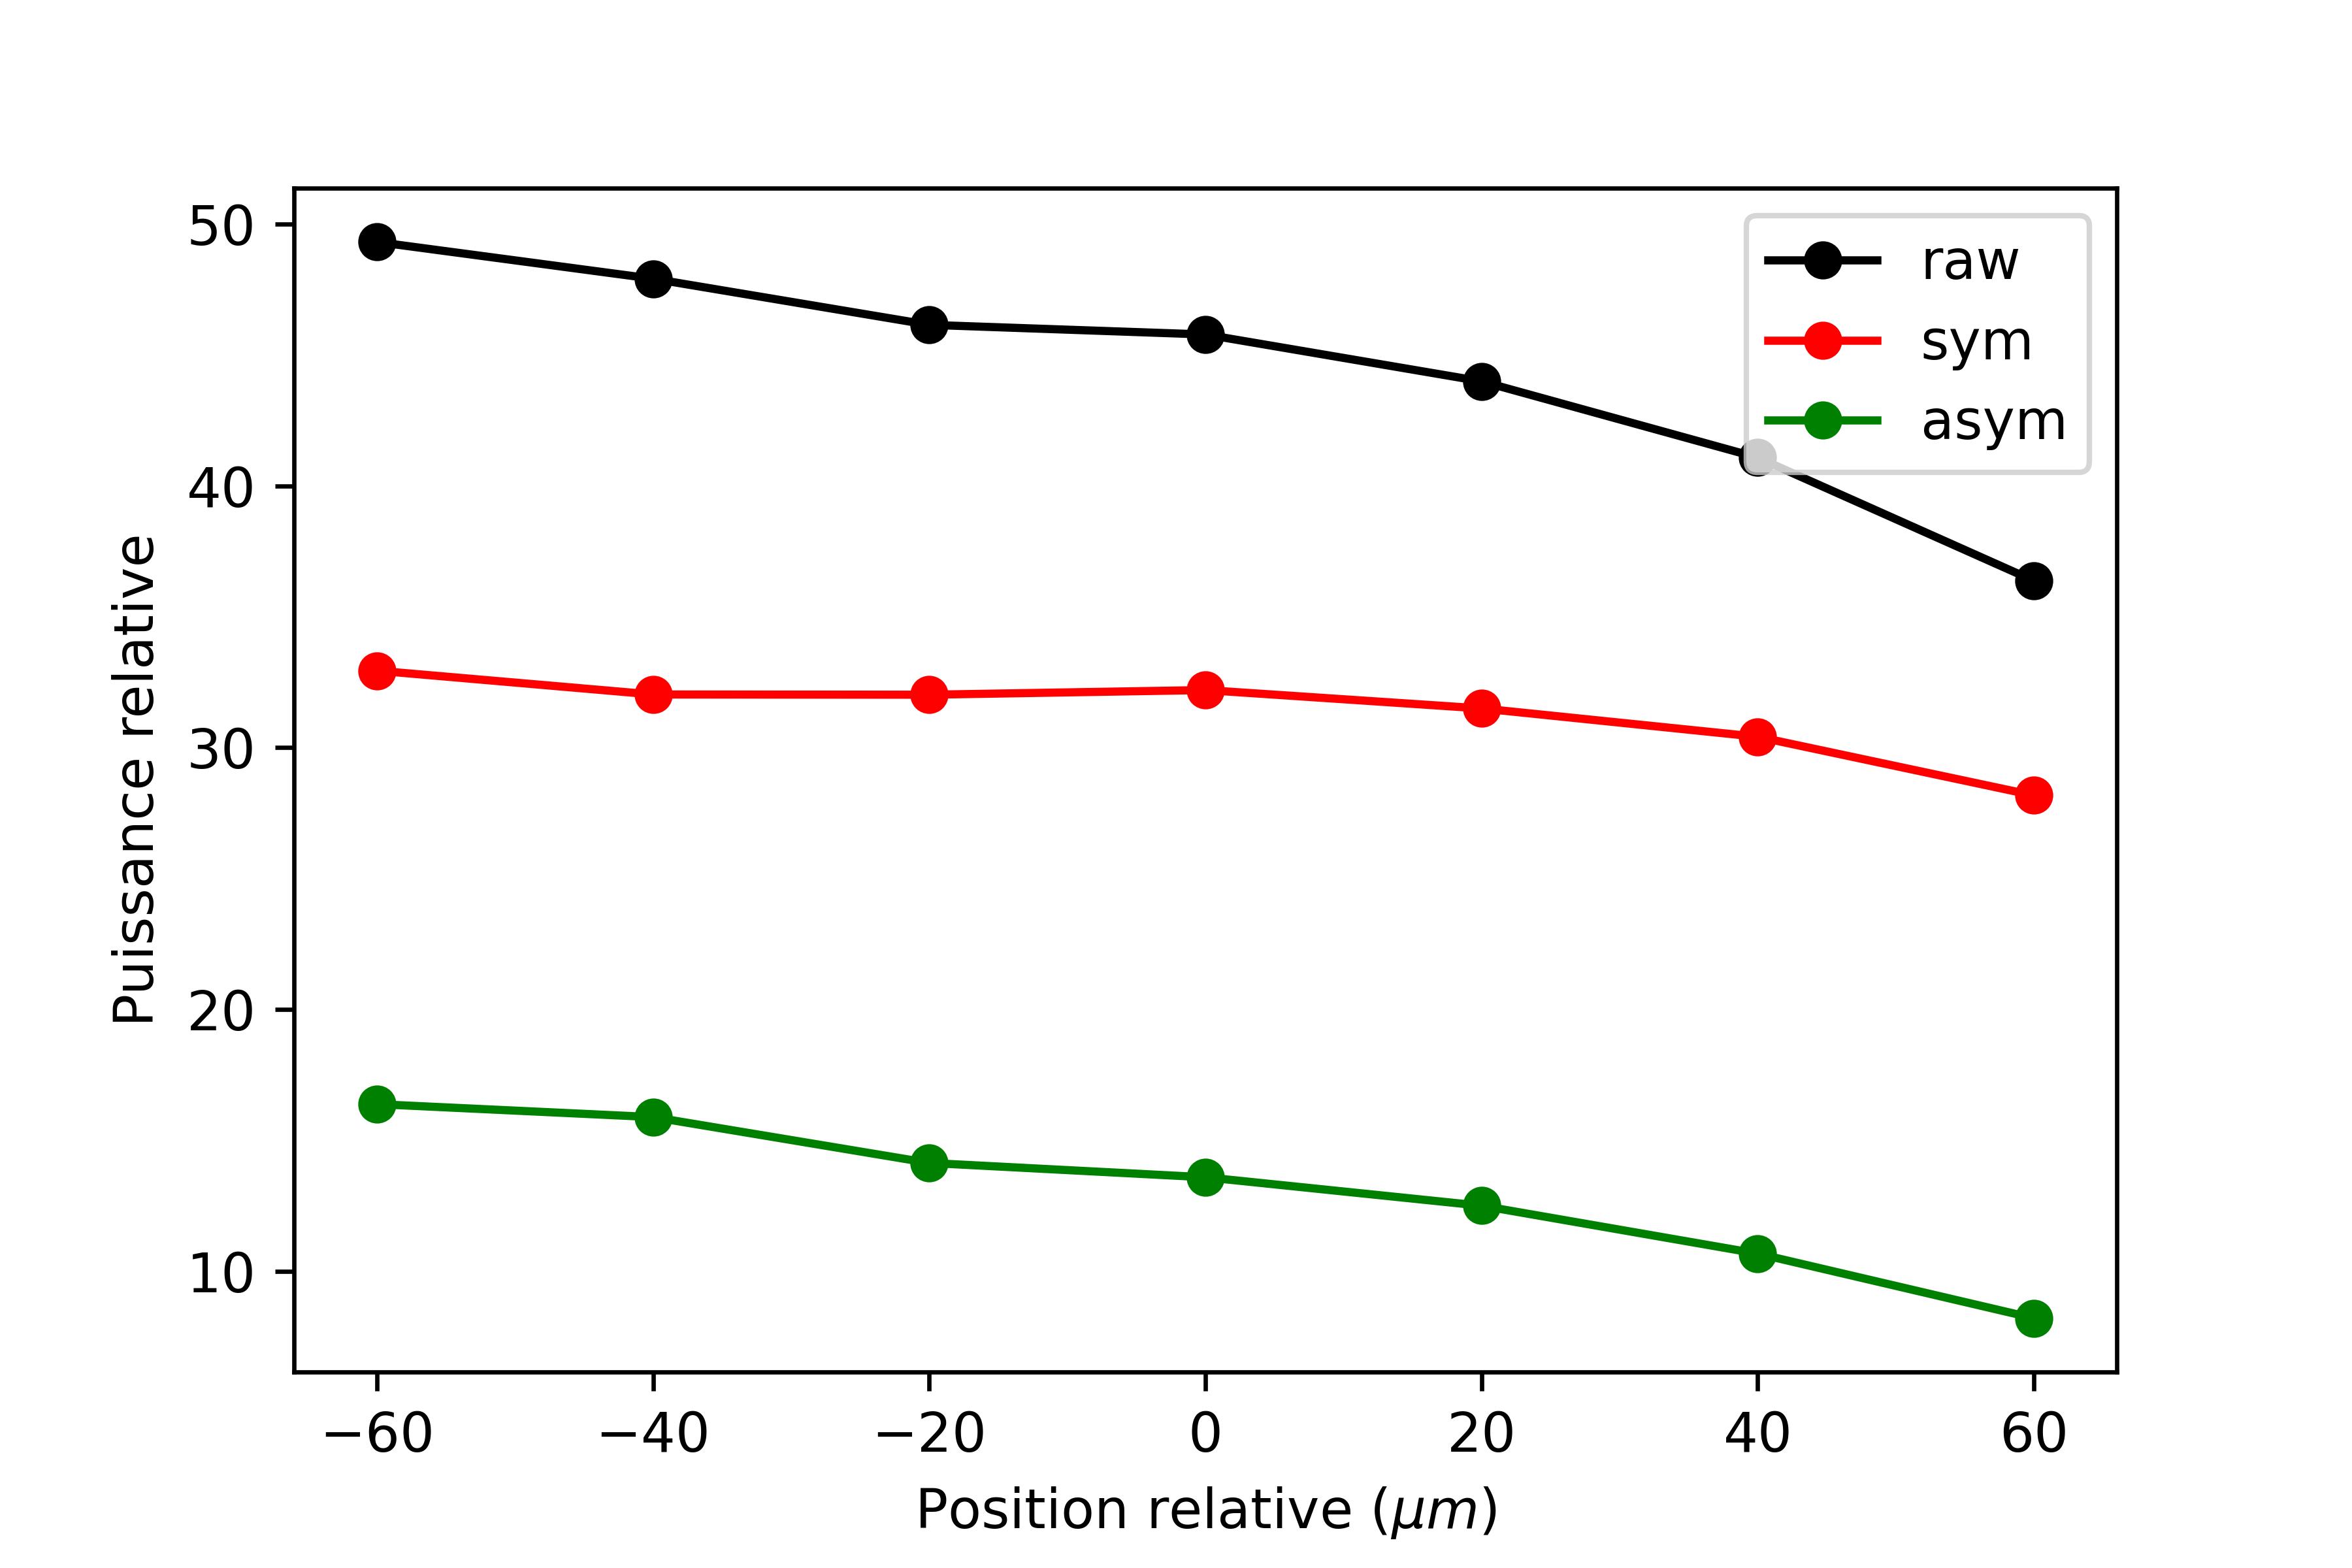 50
40
30
20
10
Puissance relative
raw
sym
asym
−60 −40 −20 0 20 40 60
Position relative (μm)